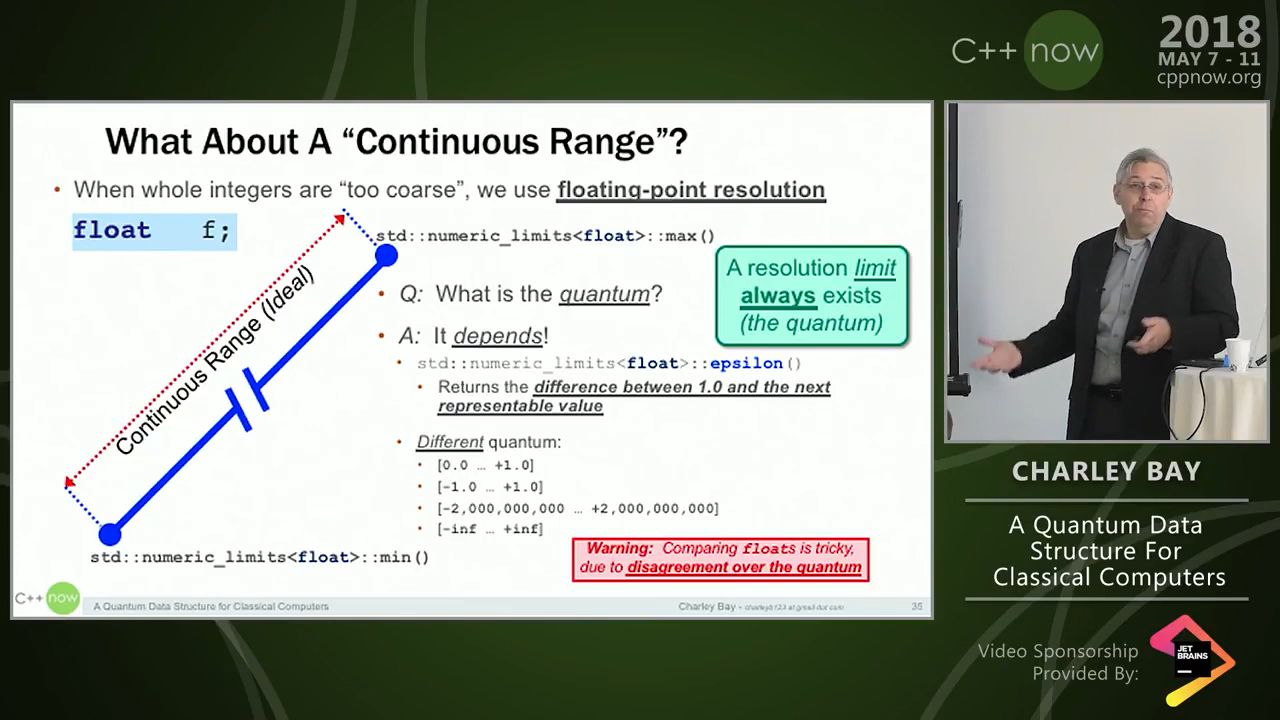 C++ now
2018
MAY 7 - 11
cppnow.org
What About A “Continuous Range”?
• When whole integers are “too coarse”, we use floating-point resolution
float f;
std::numeric_limits<float>::max()
Continuous Range (Ideal)
• Q: What is the quantum?
• A: It depends!
• std::numeric_limits<float>::epsilon()
• Returns the difference between 1.0 and the next
representable value
• Different quantum:
• [0.0 … +1.0]
• [-1.0 … +1.0]
• [-2,000,000,000 … +2,000,000,000]
• [-inf … +inf]
A resolution limit
always exists
(the quantum)
std::numeric_limits<float>::min()
Warning: Comparing floats is tricky,
due to disagreement over the quantum
C++ now
A Quantum Data Structure for Classical Computers
Charley Bay - charleyb123 at gmail dot com
CHARLEY BAY
A Quantum Data
Structure For
Classical Computers
Video Sponsorship
Provided By:
JET
BRAINS